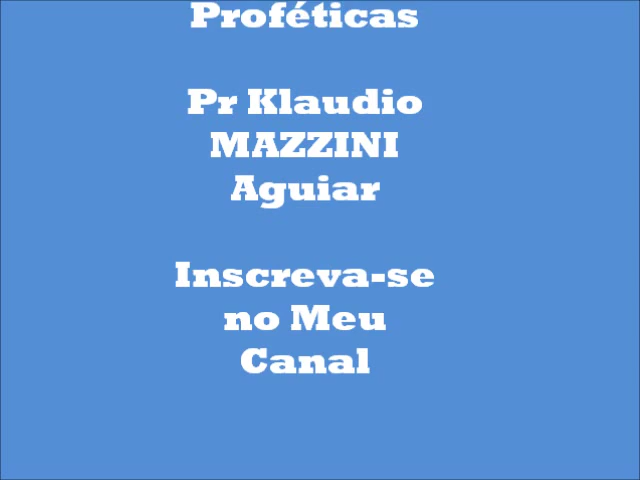 Proféticas
Pr Klaudio
MAZZINI
Aguiar
Inscreva-se
no Meu
Canal